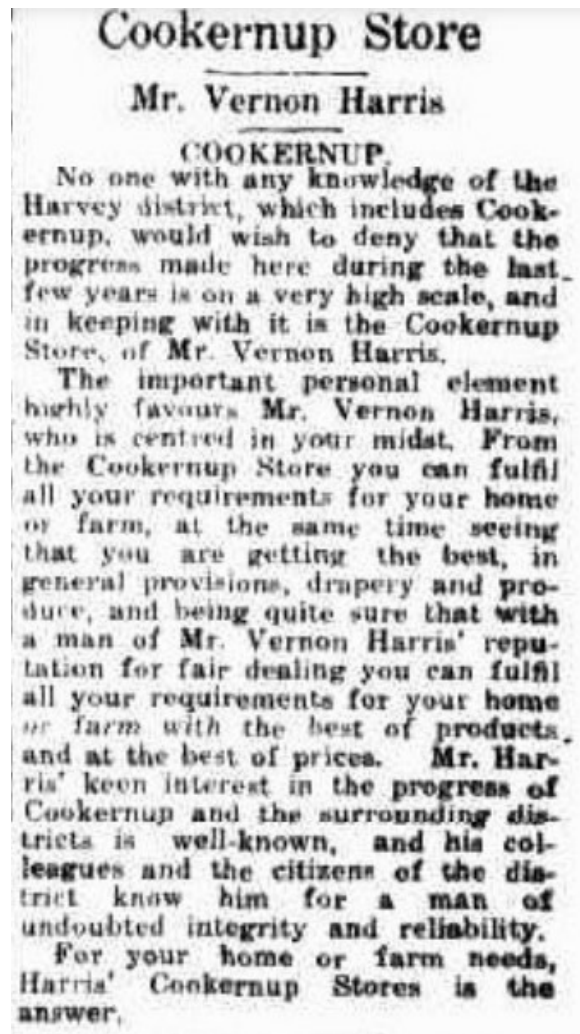 Cookernup Store
Mr. Vernon Harris
COOKERNUP.
No one with any knowledge of the
Harvey district, which includes Cook-
ernup, would wish to deny that the
progress made here during the last
few years is on a very high scale, and
in keeping with it is the Cookernup
Store, of Mr. Vernon Harris.
The important personal element
highly favours Mr. Vernon Harris,
who is centred in your midst. From
the Cookernup Store you can fulfil
all your requirements for your home
or farm, at the same time seeing
that you are getting the best, in
general provisions, drapery and pro-
duce, and being quite sure that with
a man of Mr. Vernon Harris' repu-
tation for fair dealing you can fulfil
all your requirements for your home
or farm with the best of products
and at the best of prices. Mr. Har-
ris' keen interest in the progress of
Cookernup and the surrounding dis-
tricts is well-known, and his col-
leagues and the citizens of the dis-
trict know him for a man of
undoubted integrity and reliability.
For your home or farm needs,
Harris' Cookernup Stores is the
answer.